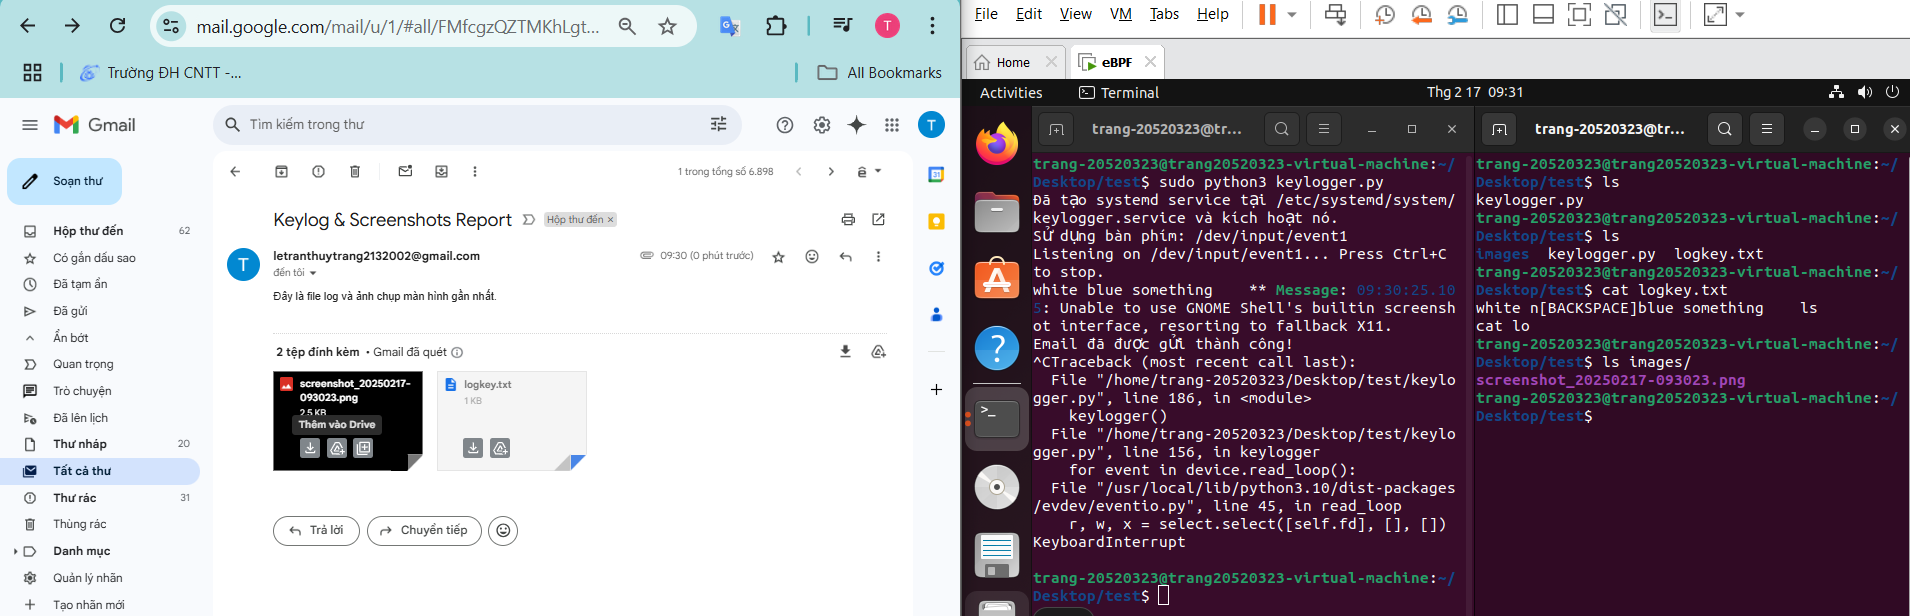 mail.google.com/mail/u/1/#all/FMfcgzQZTMKhLgt...
T
Trường ĐH CNTT -...
All Bookmarks
Gmail
Tìm kiếm trong thư
T
Soạn thư
Hộp thư đến 62
Có gắn dấu sao
Đã tạm ẩn
Đã gửi
Ẩn bớt
Quan trọng
Trò chuyện
Đã lên lịch
Thư nháp 20
Tất cả thư
Thư rác 31
Thùng rác
Danh mục
Quản lý nhãn
Tạo nhãn mới
1 trong tổng số 6.898
Keylog & Screenshots Report
Hộp thư đến ×
T
letranthuytrang2132002@gmail.com
09:30 (0 phút trước)
đến tôi
Đây là file log và ảnh chụp màn hình gần nhất.
2 tệp đính kèm • Gmail đã quét
screenshot_20250217-
093023.png
2.5 KB
Thêm vào Drive
logkey.txt
1 KB
Trả lời
Chuyển tiếp
31
File Edit View VM Tabs Help
Home
eBPF
Activities
Terminal
Thg 2 17 09:31
trang-20520323@tr...
trang-20520323@trang20520323-virtual-machine:~/
Desktop/test$ sudo python3 keylogger.py
Đã tạo systemd service tại /etc/systemd/system/
keylogger.service và kích hoạt nó.
Sử dụng bàn phím: /dev/input/event1
Listening on /dev/input/event1... Press Ctrl+C
to stop.
white blue something    ** Message: 09:30:25.10
5: Unable to use GNOME Shell's builtin screensh
ot interface, resorting to fallback X11.
Email đã được gửi thành công!
^CTraceback (most recent call last):
File "/home/trang-20520323/Desktop/test/keylo
gger.py", line 186, in <module>
keylogger()
File "/home/trang-20520323/Desktop/test/keylo
gger.py", line 156, in keylogger
for event in device.read_loop():
File "/usr/local/lib/python3.10/dist-packages
/evdev/eventio.py", line 45, in read_loop
r, w, x = select.select([self.fd], [], [])
KeyboardInterrupt
trang-20520323@trang20520323-virtual-machine:~/
Desktop/test$
trang-20520323@tr...
trang-20520323@trang20520323-virtual-machine:~/
Desktop/test$ ls
keylogger.py
trang-20520323@trang20520323-virtual-machine:~/
Desktop/test$ ls
images  keylogger.py  logkey.txt
trang-20520323@trang20520323-virtual-machine:~/
Desktop/test$ cat logkey.txt
white n[BACKSPACE]blue something    ls
cat lo
trang-20520323@trang20520323-virtual-machine:~/
Desktop/test$ ls images/
screenshot_20250217-093023.png
trang-20520323@trang20520323-virtual-machine:~/
Desktop/test$